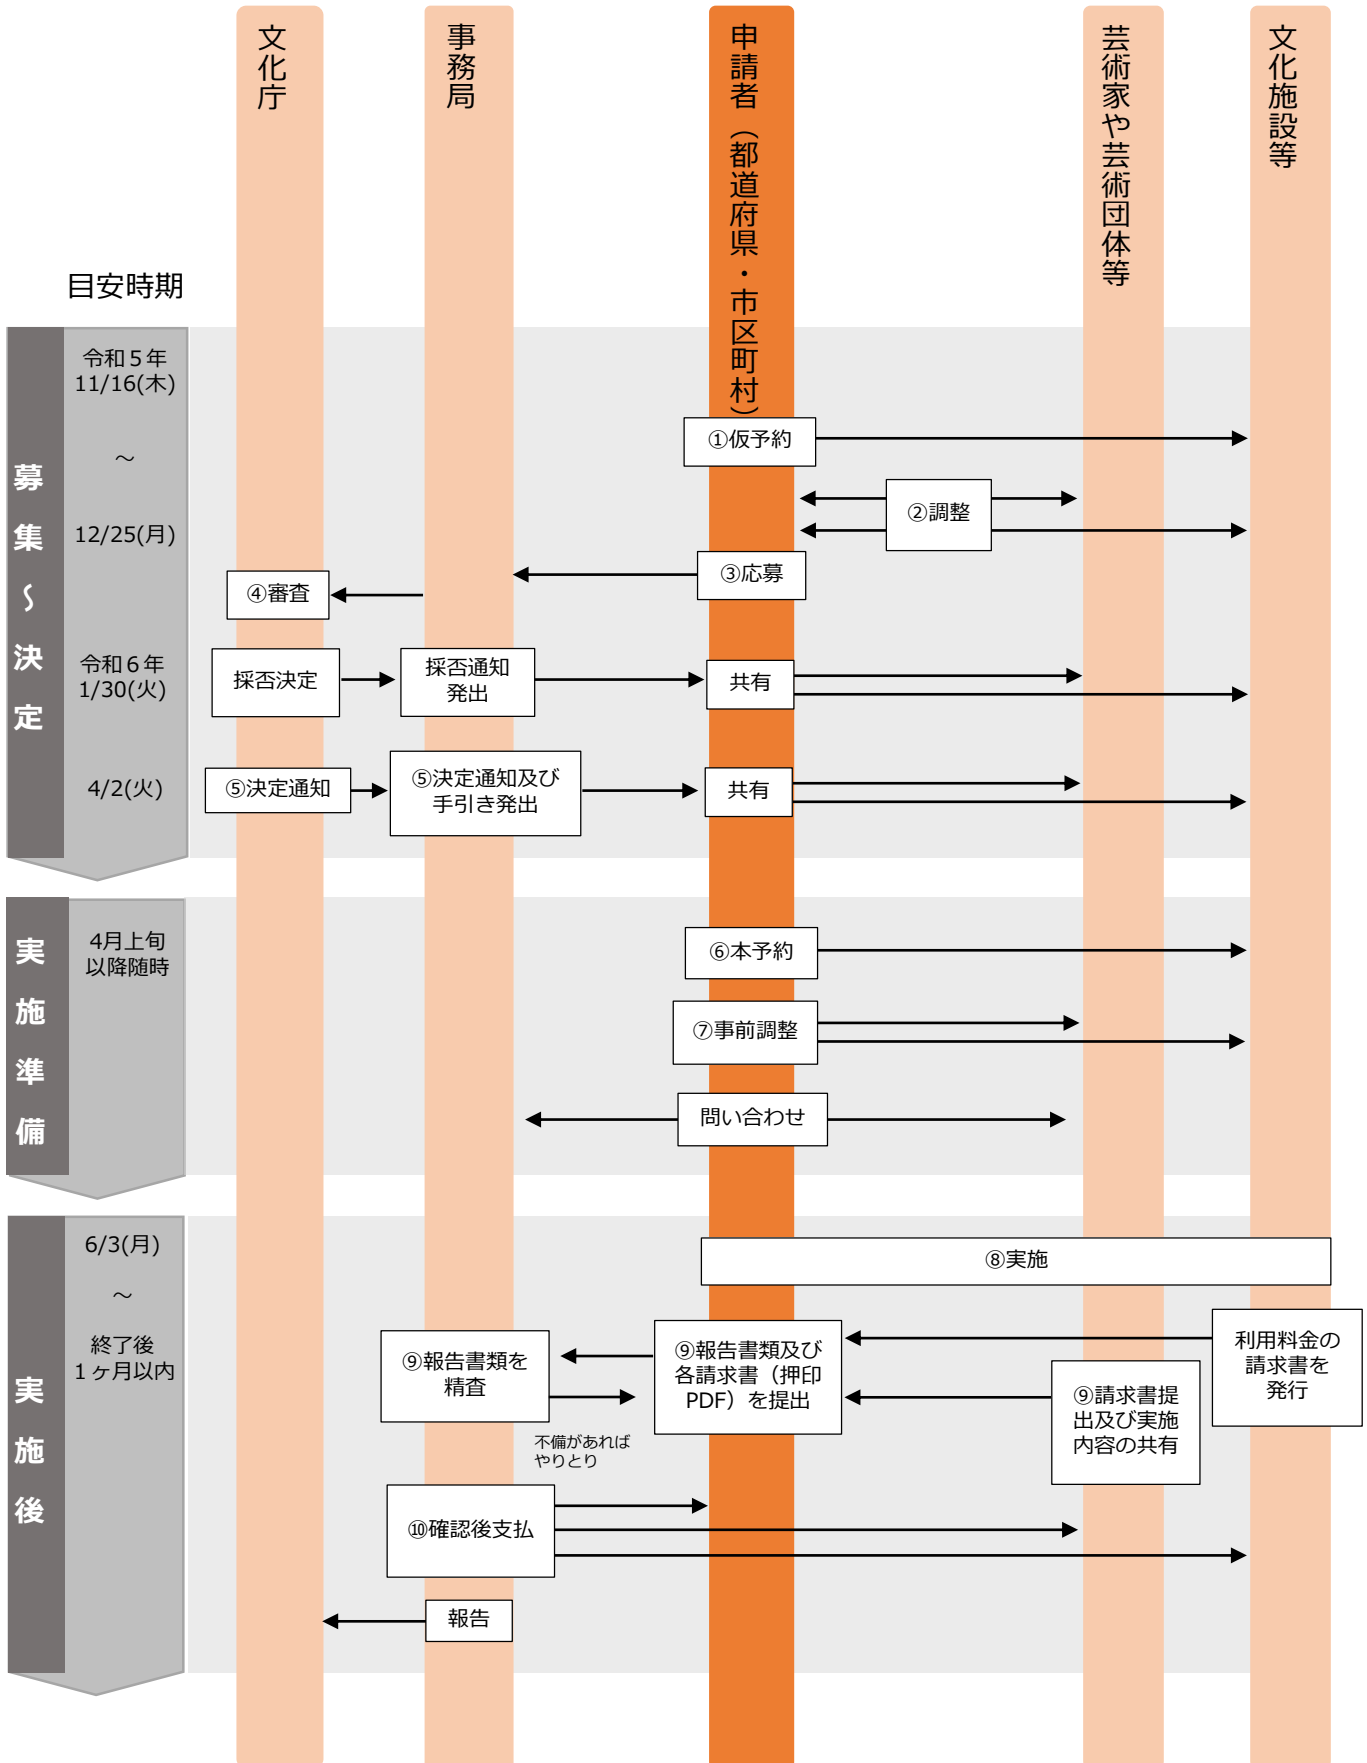 文化庁
事務局
申請者（都道府県・市区町村）
芸術家や芸術団体等
文化施設等
目安時期
募集～決定
令和５年
11/16(木)
～
12/25(月)
令和６年
1/30(火)
4/2(火)
①仮予約
②調整
③応募
④審査
採否決定
採否通知
発出
共有
⑤決定通知
⑤決定通知及び
手引き発出
共有
実施準備
4月上旬
以降随時
⑥本予約
⑦事前調整
問い合わせ
実施後
6/3(月)
～
終了後
１ヶ月以内
⑧実施
利用料金の
請求書を
発行
⑨報告書類を
精査
⑨報告書類及び
各請求書（押印
PDF）を提出
⑨請求書提
出及び実施
内容の共有
不備があれば
やりとり
⑩確認後支払
報告